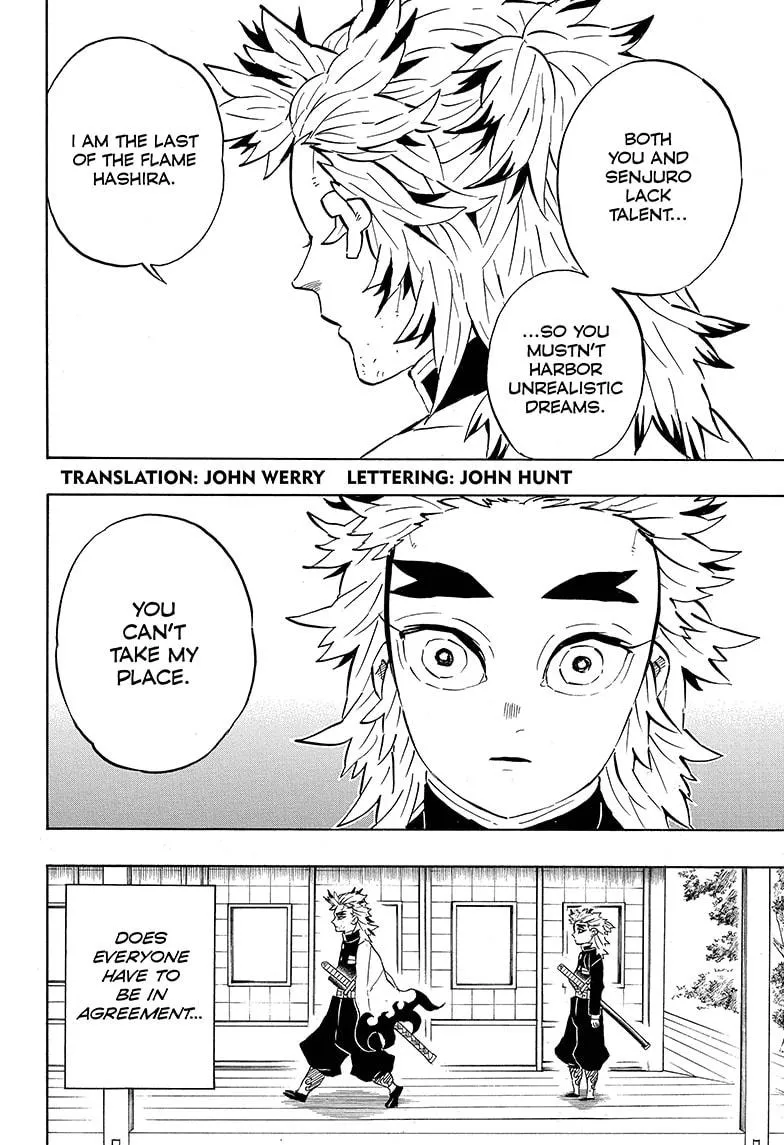 BOTH
YOU AND
SENJURO
LACK
TALENT...
...SO YOU
MUSTN'T
HARBOR
UNREALISTIC
DREAMS.
I AM THE LAST
OF THE FLAME
HASHIRA.
TRANSLATION: JOHN WERRY LETTERING: JOHN HUNT
YOU
CAN'T
TAKE MY
PLACE.
DOES
EVERYONE
HAVE TO
BE IN
AGREEMENT...